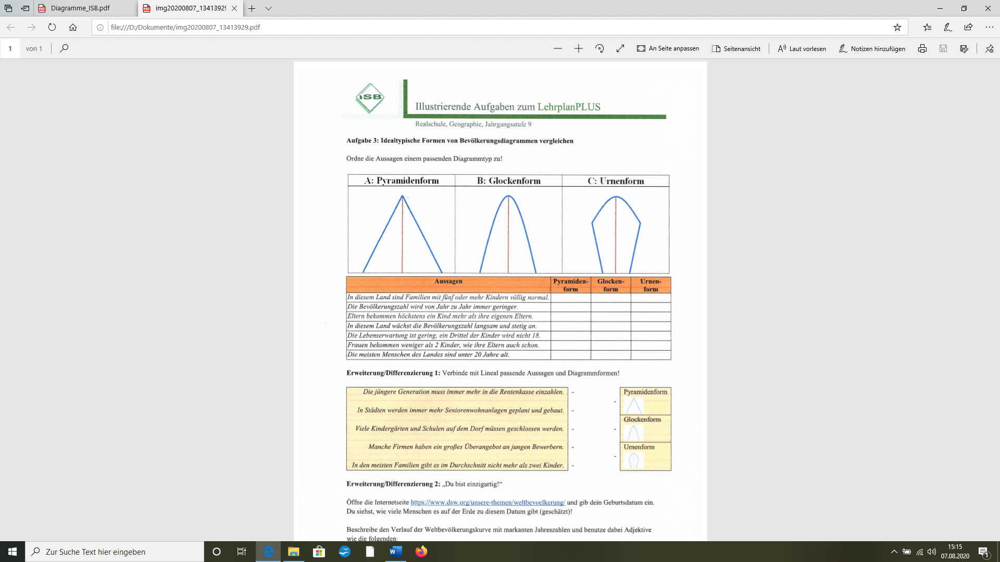 Diagramme_ISB.pdf
img20200807_13413929
file:///D:/Dokumente/img20200807_13413929.pdf
1 von 1
An Seite anpassen
Seitenansicht
Laut vorlesen
Notizen hinzufügen
ISB
Illustrierende Aufgaben zum LehrplanPLUS
Realschule, Geographie, Jahrgangsstufe 9
Aufgabe 3: Idealtypische Formen von Bevölkerungsdiagrammen vergleichen
Ordne die Aussagen einem passenden Diagrammtyp zu!
A: Pyramidenform B: Glockenform C: Urnenform
Aussagen Pyramiden- Glocken- Urnen-
form form form
In diesem Land sind Familien mit fünf oder mehr Kindern völlig normal.
Die Bevölkerungszahl wird von Jahr zu Jahr immer geringer.
Eltern bekommen höchstens ein Kind mehr als ihre eigenen Eltern.
In diesem Land wächst die Bevölkerungszahl langsam und stetig an.
Die Lebenserwartung ist gering, ein Drittel der Kinder wird nicht 18.
Frauen bekommen weniger als 2 Kinder, wie ihre Eltern auch schon.
Die meisten Menschen des Landes sind unter 20 Jahre alt.
Erweiterung/Differenzierung 1: Verbinde mit Lineal passende Aussagen und Diagrammformen!
Die jüngere Generation muss immer mehr in die Rentenkasse einzahlen. -
In Städten werden immer mehr Seniorenwohnanlagen geplant und gebaut. -
Viele Kindergärten und Schulen auf dem Dorf müssen geschlossen werden. -
Manche Firmen haben ein großes Überangebot an jungen Bewerbern. -
In den meisten Familien gibt es im Durchschnitt nicht mehr als zwei Kinder. -
- Pyramidenform
- Glockenform
- Urnenform
Erweiterung/Differenzierung 2: „Du bist einzigartig!“
Öffne die Internetseite https://www.dsw.org/unsere-themen/weltbevoelkerung/ und gib dein Geburtsdatum ein.
Du siehst, wie viele Menschen es auf der Erde zu diesem Datum gibt (geschätzt)!
Beschreibe den Verlauf der Weltbevölkerungskurve mit markanten Jahreszahlen und benutze dabei Adjektive
wie die folgenden:
Zur Suche Text hier eingeben
15:15
07.08.2020
1